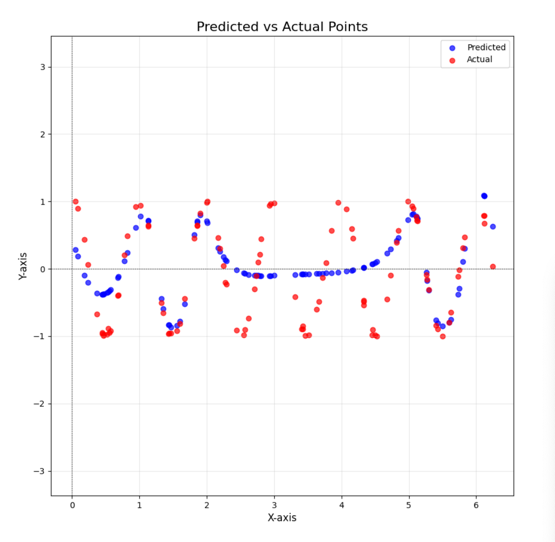 Predicted vs Actual Points
Predicted
Actual
3
2
1
0
−1
−2
−3
Y-axis
0 1 2 3 4 5 6
X-axis